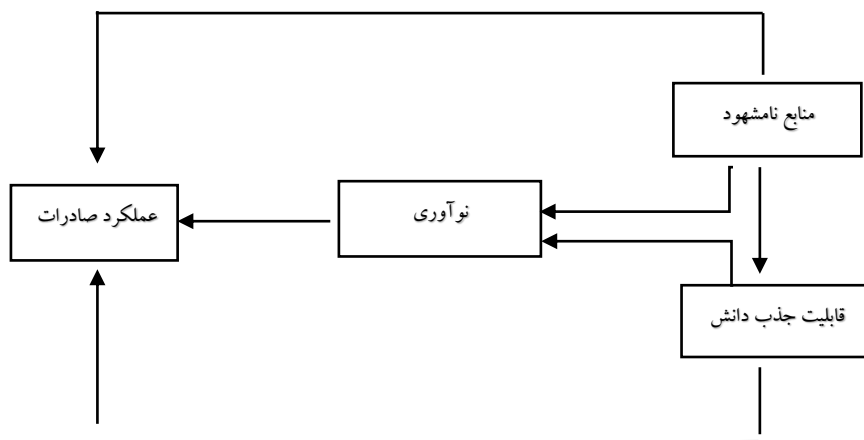 منابع نامشهود
عملکرد صادرات
نوآوری
قابلیت جذب دانش